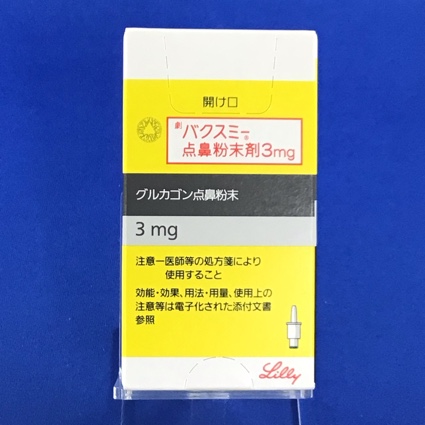 開け口
劇 バクスミー®
点鼻粉末剤3mg
グルカゴン点鼻粉末
3 mg
注意ー医師等の処方箋により
使用すること
効能・効果、用法・用量、使用上の
注意等は電子化された添付文書
参照
Lilly